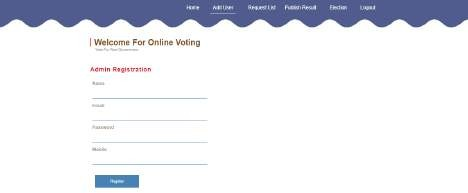 Home Add User Request List Publish Result Election Logout
Welcome For Online Voting
Admin Registration
Name
Email
Password
Mobile
Register